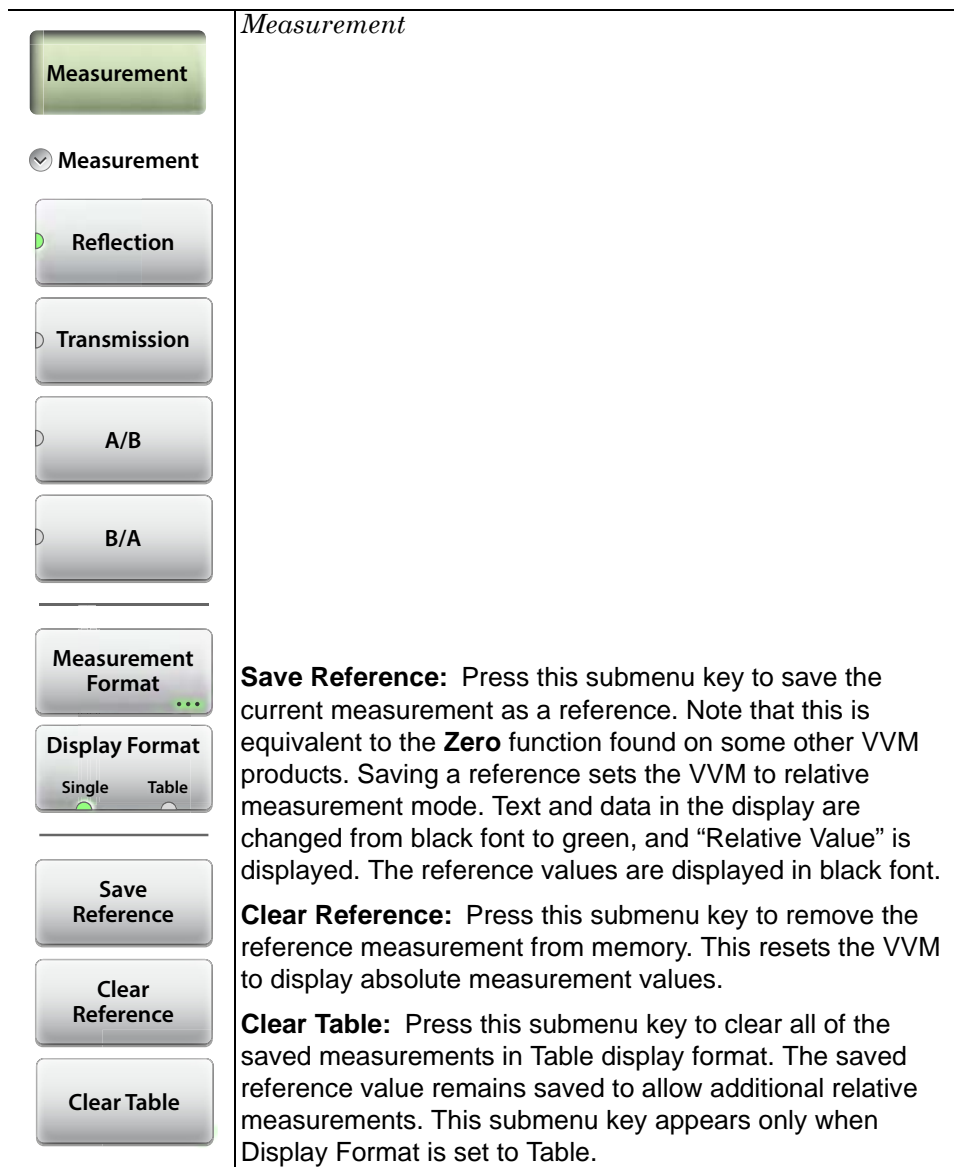 Measurement
Measurement
Measurement
Reflection
Transmission
A/B
B/A
Measurement
Format
Display Format
Single Table
Save
Reference
Clear
Reference
Clear Table
Save Reference: Press this submenu key to save the
current measurement as a reference. Note that this is
equivalent to the Zero function found on some other VVM
products. Saving a reference sets the VVM to relative
measurement mode. Text and data in the display are
changed from black font to green, and “Relative Value” is
displayed. The reference values are displayed in black font.
Clear Reference: Press this submenu key to remove the
reference measurement from memory. This resets the VVM
to display absolute measurement values.
Clear Table: Press this submenu key to clear all of the
saved measurements in Table display format. The saved
reference value remains saved to allow additional relative
measurements. This submenu key appears only when
Display Format is set to Table.